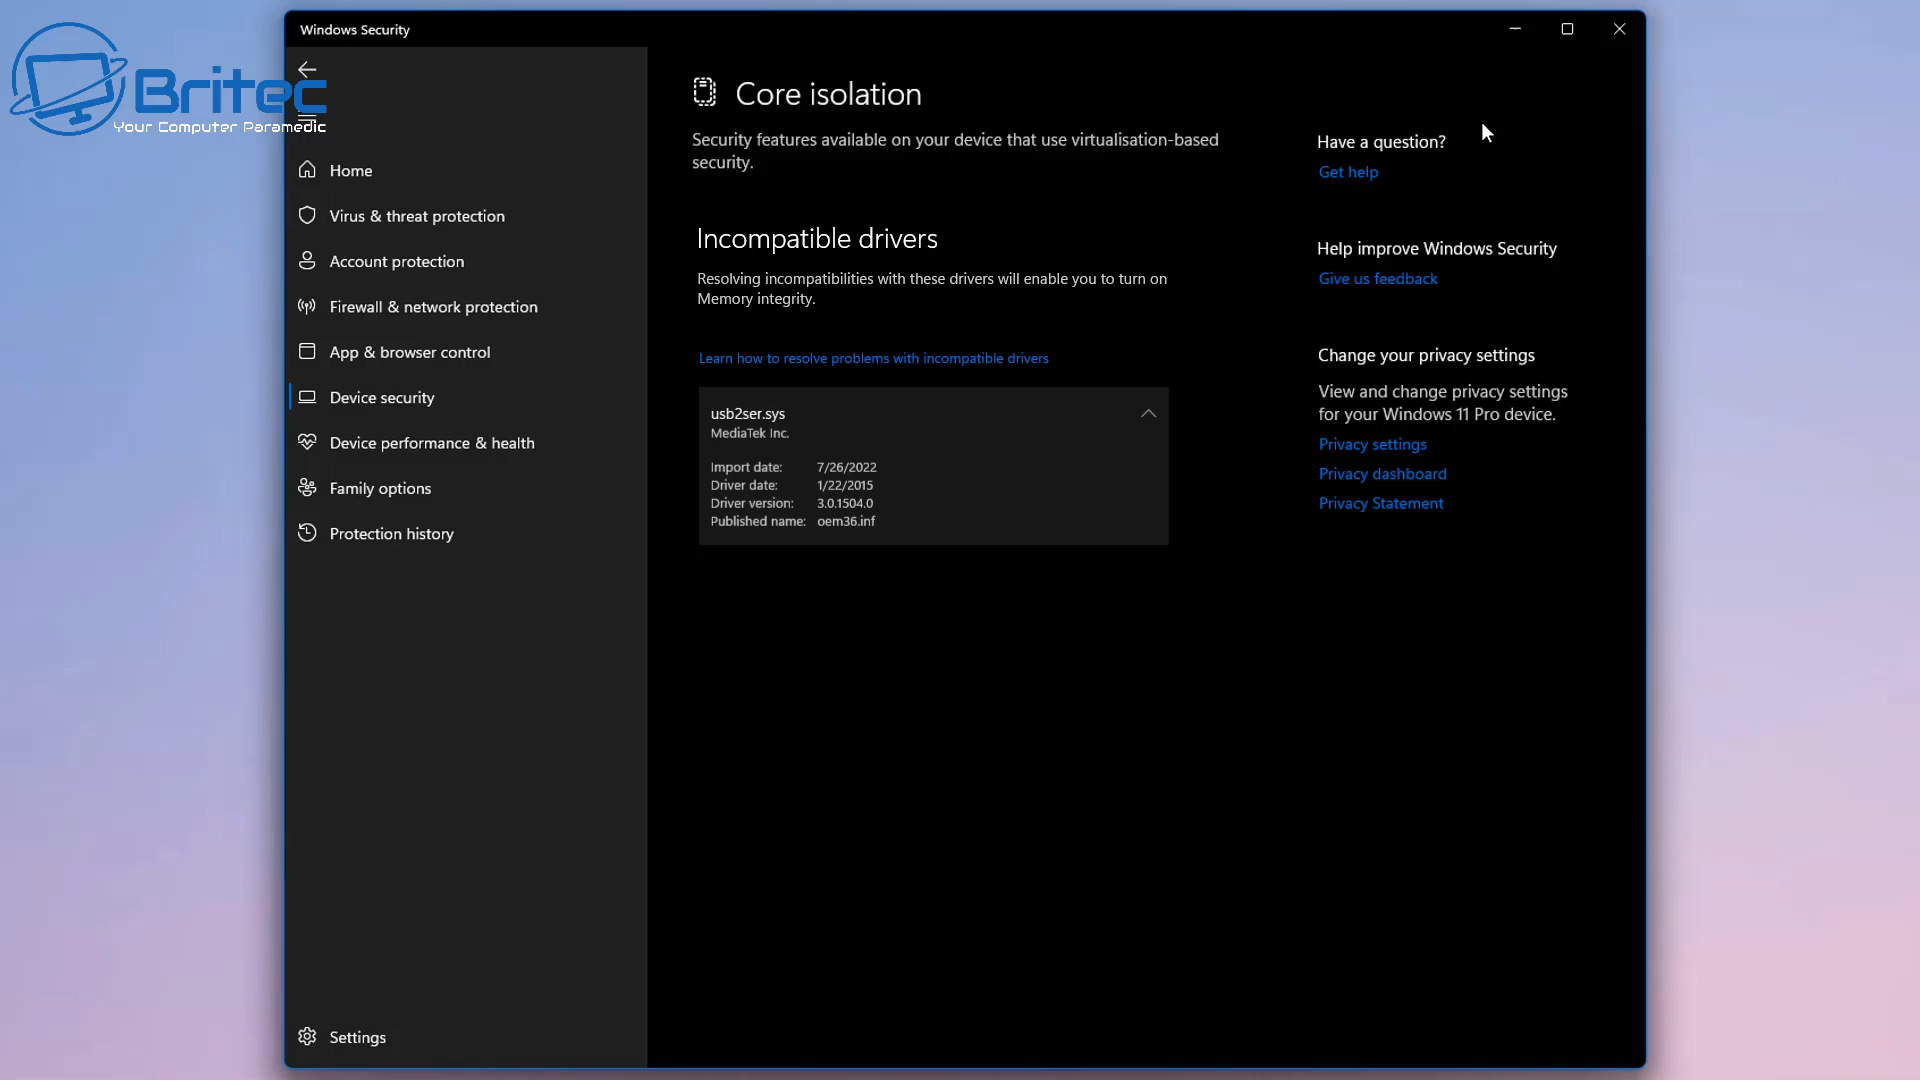 Windows Security
Britec
Your Computer Paramedic
Home
Virus & threat protection
Account protection
Firewall & network protection
App & browser control
Device security
Device performance & health
Family options
Protection history
Settings
Core isolation
Security features available on your device that use virtualisation-based
security.
Incompatible drivers
Resolving incompatibilities with these drivers will enable you to turn on
Memory integrity.
Learn how to resolve problems with incompatible drivers
usb2ser.sys
MediaTek Inc.
Import date: 7/26/2022
Driver date: 1/22/2015
Driver version: 3.0.1504.0
Published name: oem36.inf
Have a question?
Get help
Help improve Windows Security
Give us feedback
Change your privacy settings
View and change privacy settings
for your Windows 11 Pro device.
Privacy settings
Privacy dashboard
Privacy Statement